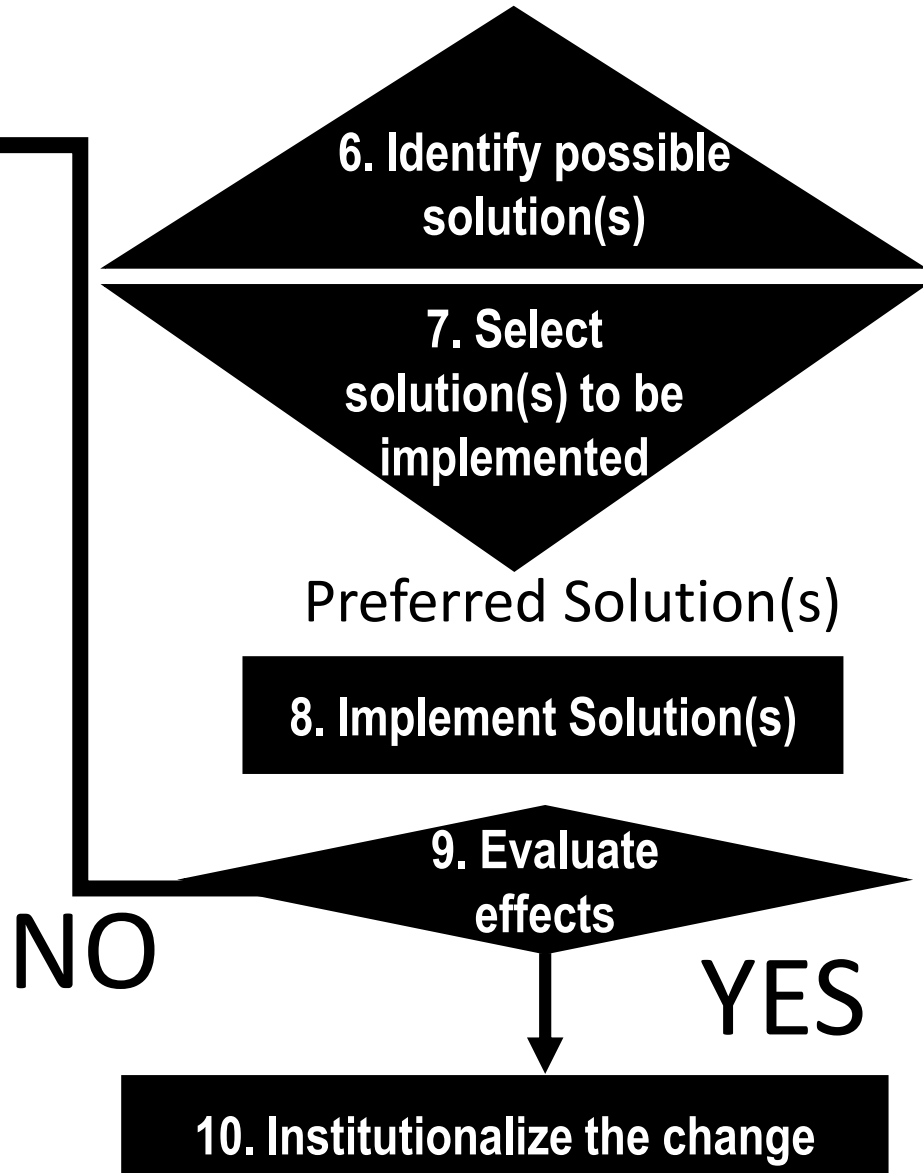 6. Identify possible
solution(s)
7. Select
solution(s) to be
implemented
Preferred Solution(s)
8. Implement Solution(s)
9. Evaluate
effects
NO
YES
10. Institutionalize the change